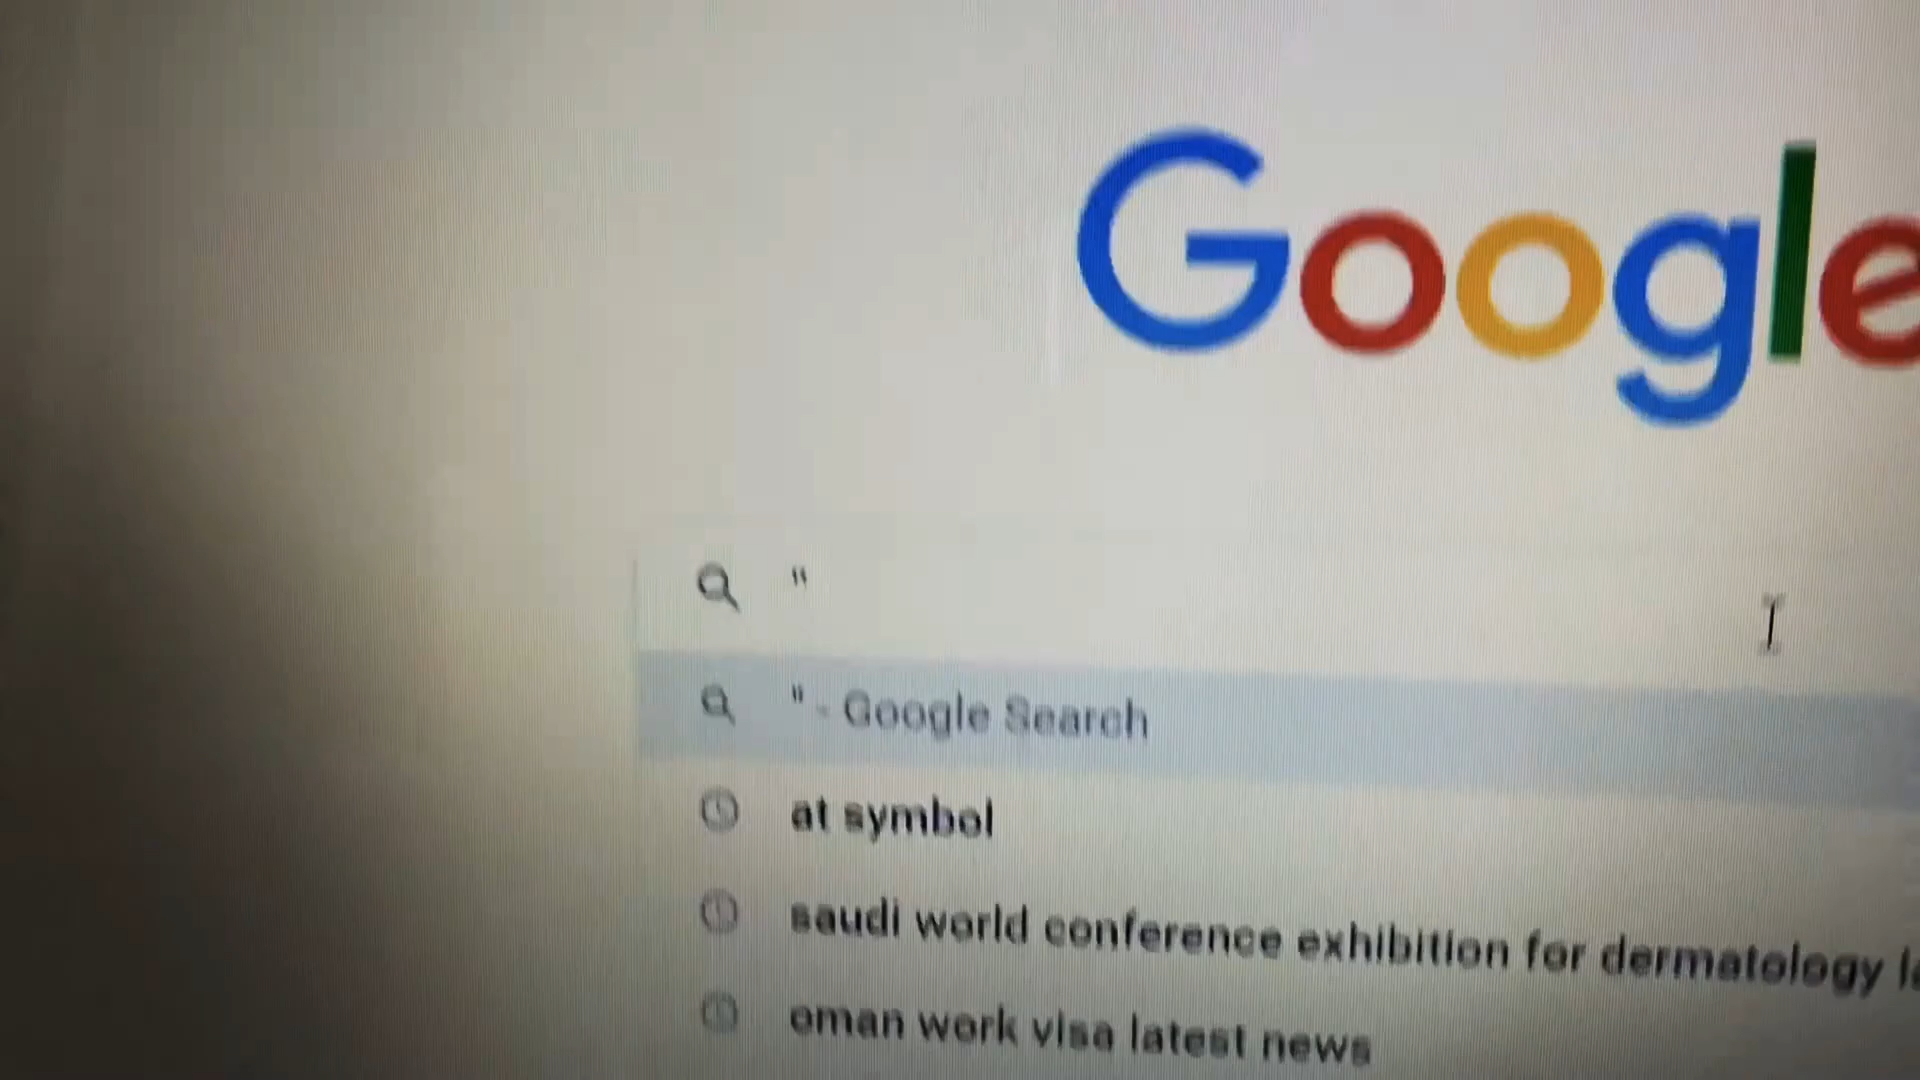 Google
"
" - Google Search
at symbol
saudi world conference exhibition for dermatology
oman work visa latest news